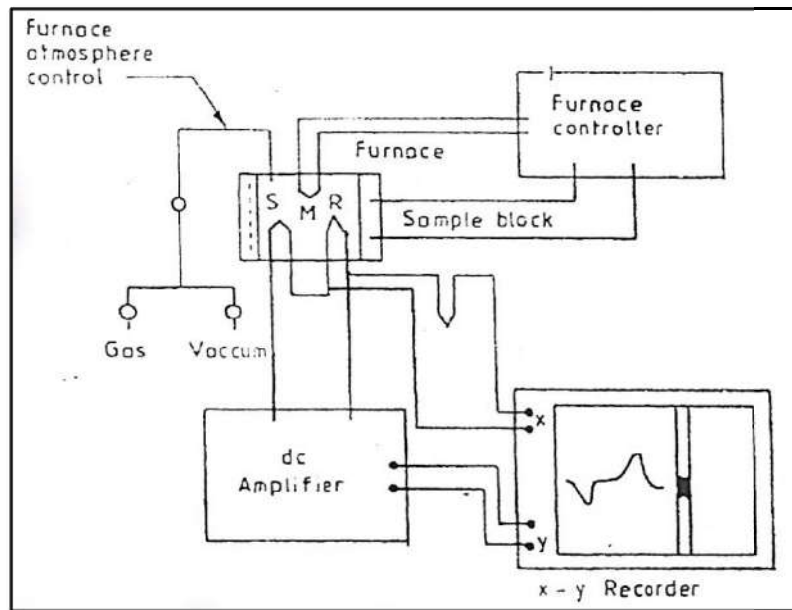 Furnace
atmosphere
control
Furnace
controller
Furnace
S M R
Sample block
Gas
Vaccum
dc
Amplifier
x
y
x - y Recorder